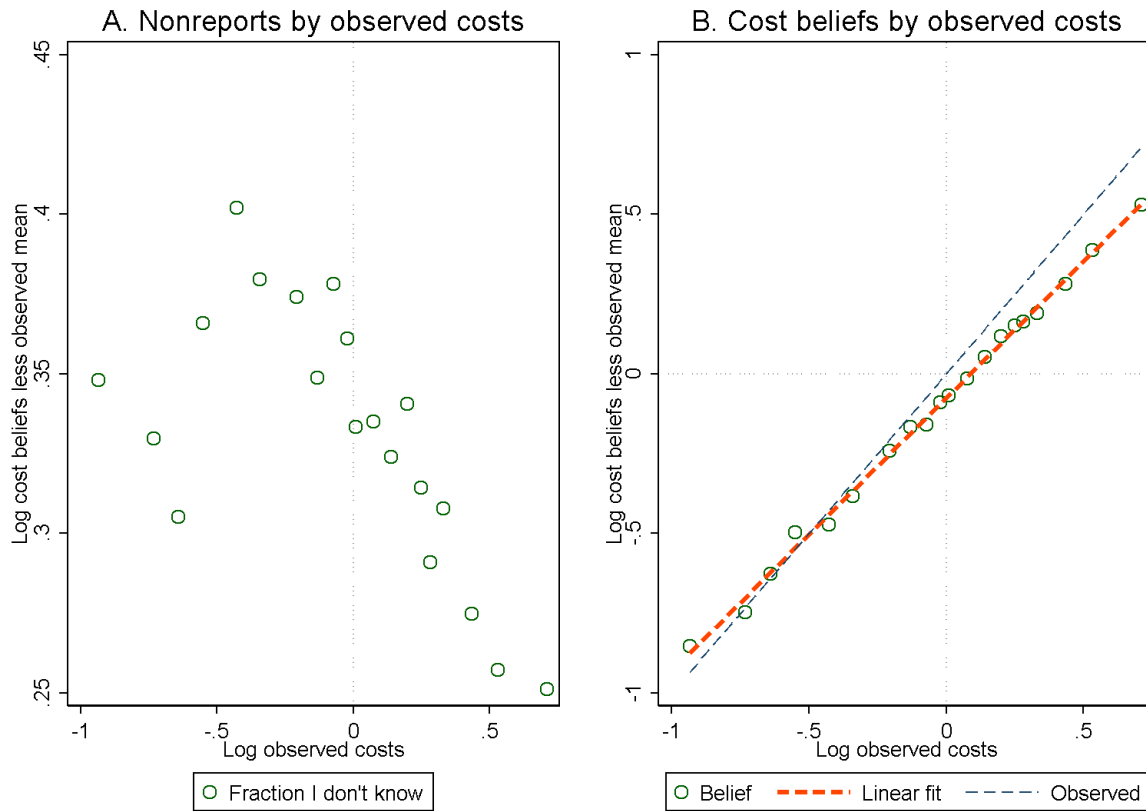 A. Nonreports by observed costs
Log cost beliefs less observed mean
.45
.4
.35
.3
.25
-1
-.5
0
.5
Log observed costs
Fraction I don't know
B. Cost beliefs by observed costs
Log cost beliefs less observed mean
1
.5
0
-.5
-1
-1
-.5
0
.5
Log observed costs
Belief
Linear fit
Observed